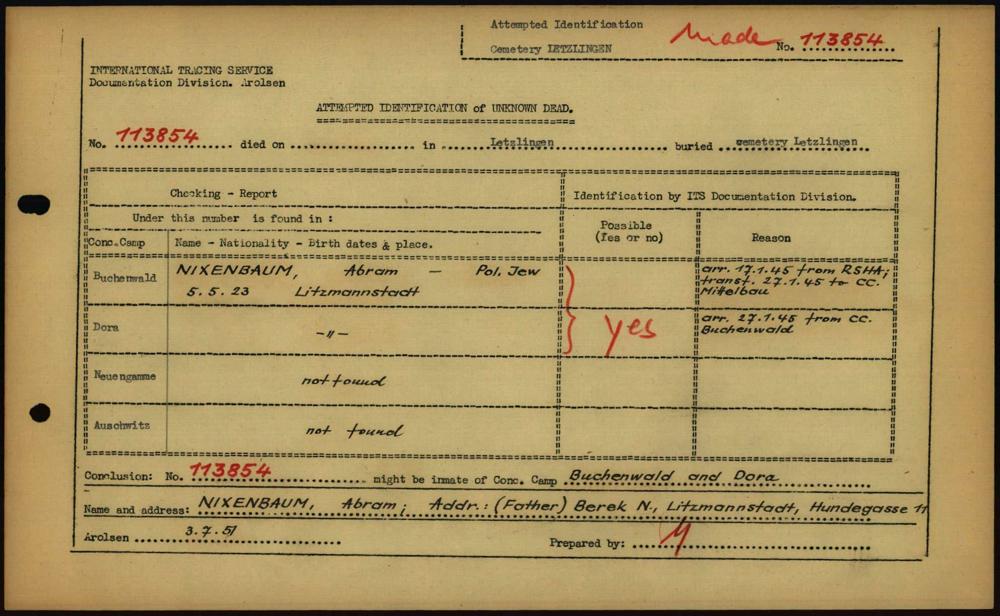 Attempted Identification
Cemetery LETZLINGEN Made No. 113854
INTERNATIONAL TRACING SERVICE
Documentation Division. Arolsen
ATTEMPTED IDENTIFICATION of UNKNOWN DEAD.
No. 113854 died on in Letzlingen buried cemetery Letzlingen
Checking - Report
Identification by ITS Documentation Division.
Under this number is found in :
Possible
(Yes or no)
Reason
Conc.Camp Name - Nationality - Birth dates & place.
Buchenwald NIXENBAUM, Abram - Pol. Jew
5.5.23 Litzmannstadt
arr. 17.1.45 from RSHA;
transf. 27.1.45 to CC.
Mittelbau
Dora -"-
yes
arr. 27.1.45 from CC.
Buchenwald
Neuengamme not found
Auschwitz not found
Conclusion: No. 113854 might be inmate of Conc. Camp Buchenwald and Dora
Name and address: NIXENBAUM, Abram; Addr.: (Father) Berek N., Litzmannstadt, Hundegasse 11
Arolsen 3.7.51
Prepared by: